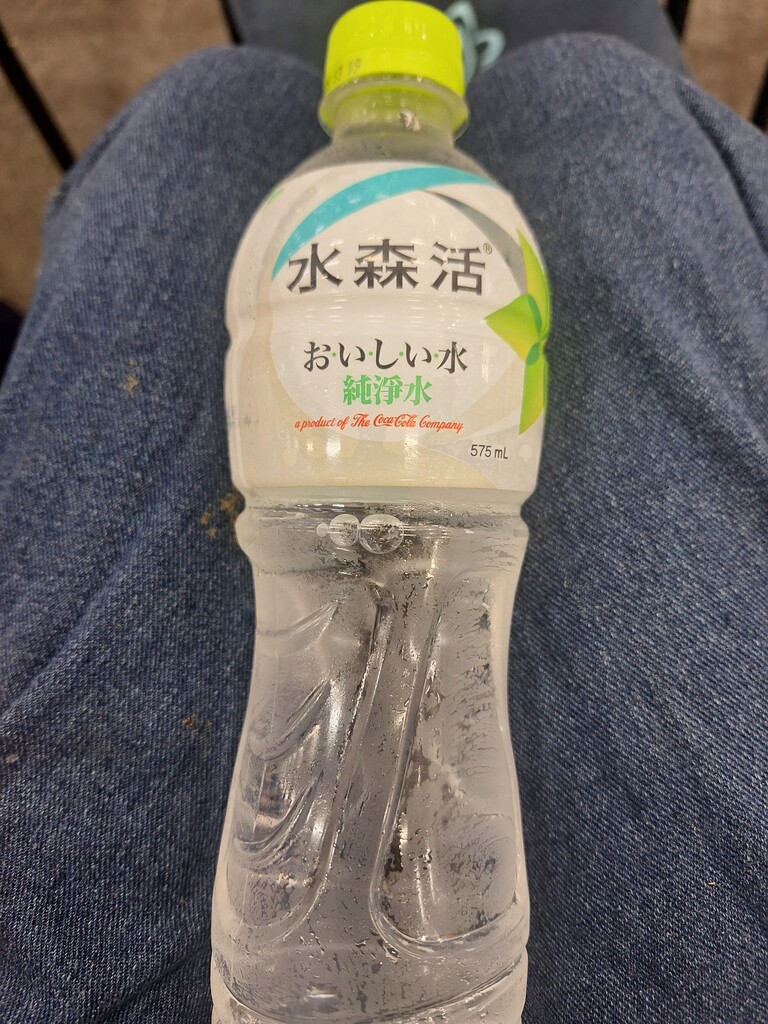 水森活®
お・い・し・い・水
純淨水
a product of The Coca-Cola Company
575 mL